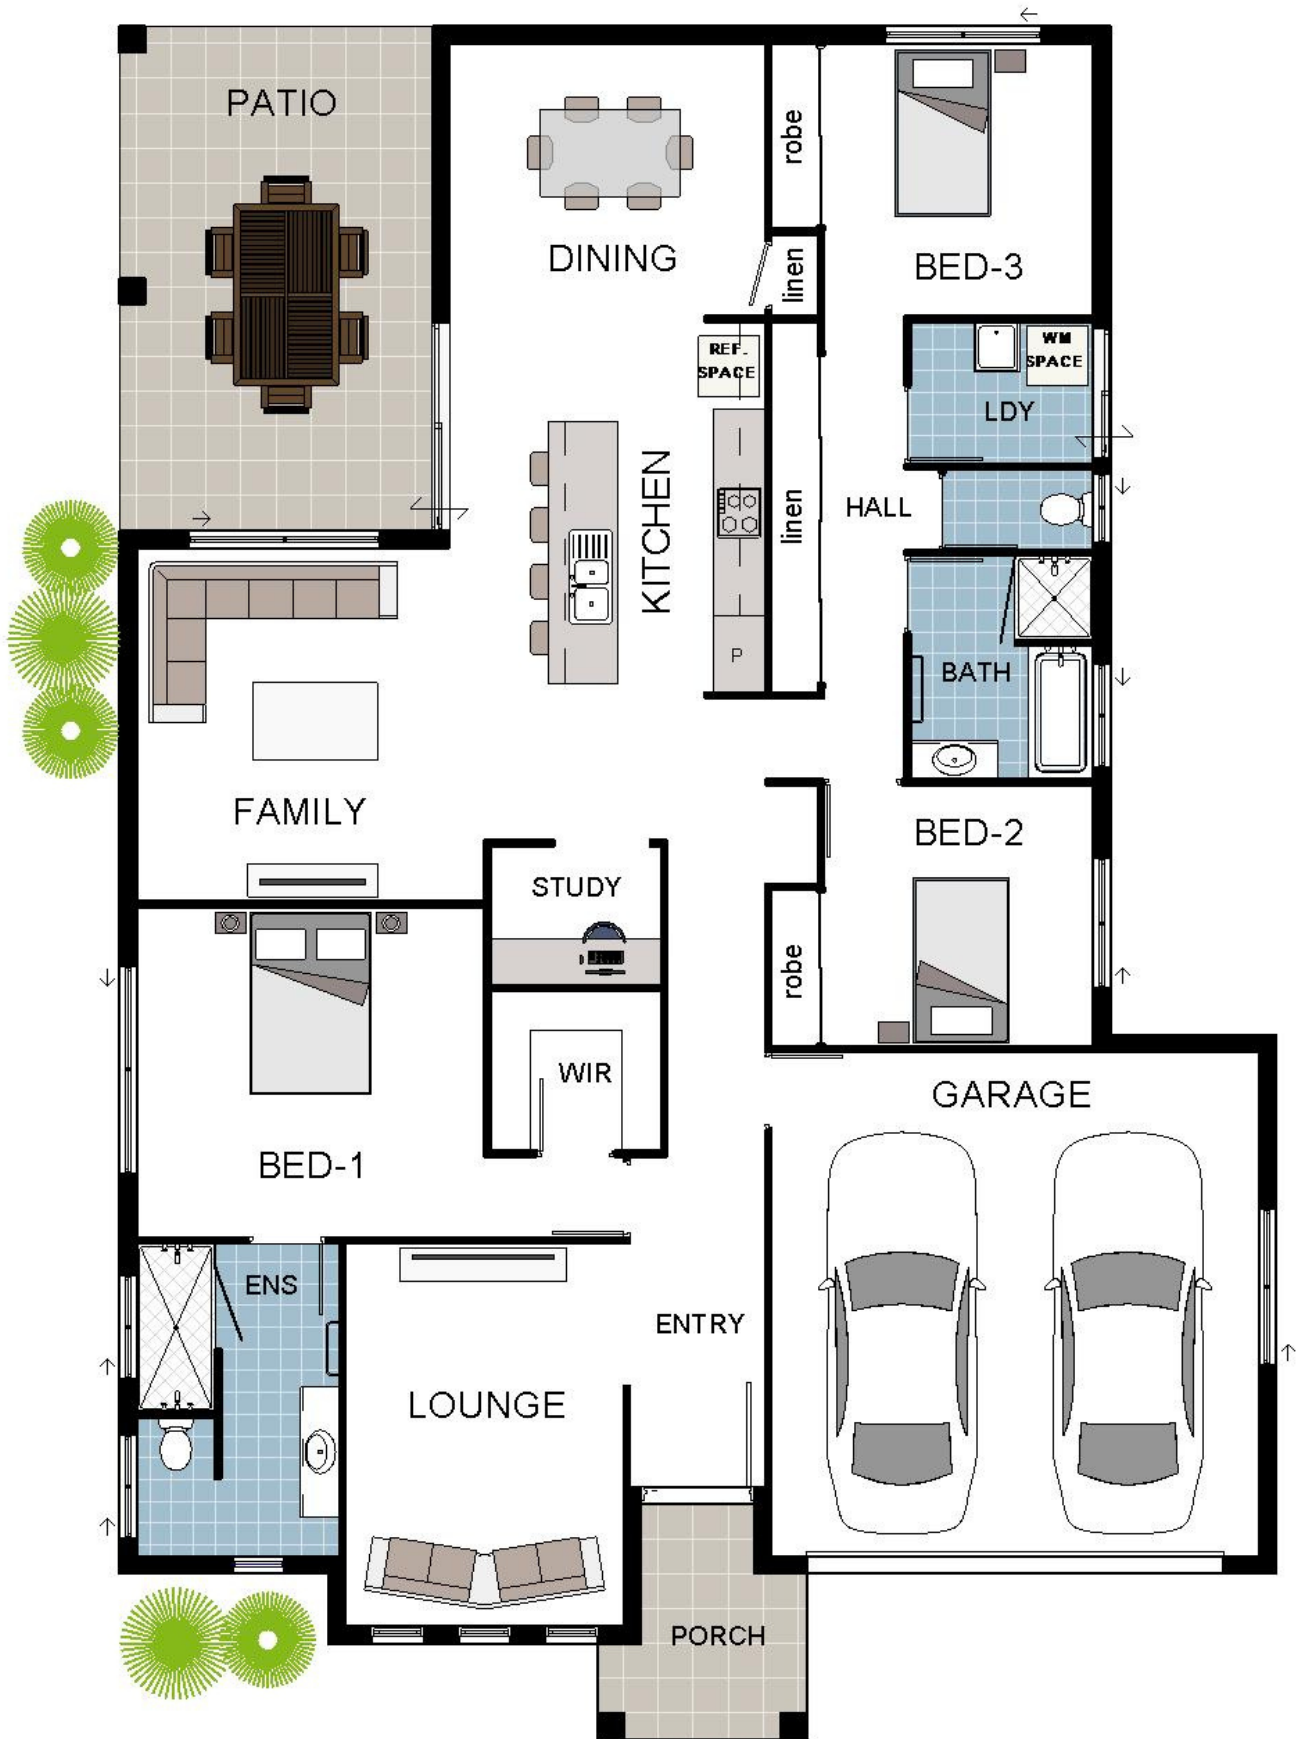 PATIO
robe
DINING
linen
BED-3
REF.
SPACE
WM
SPACE
LDY
KITCHEN
linen
HALL
P
BATH
FAMILY
BED-2
STUDY
robe
WIR
GARAGE
BED-1
ENS
ENTRY
LOUNGE
PORCH